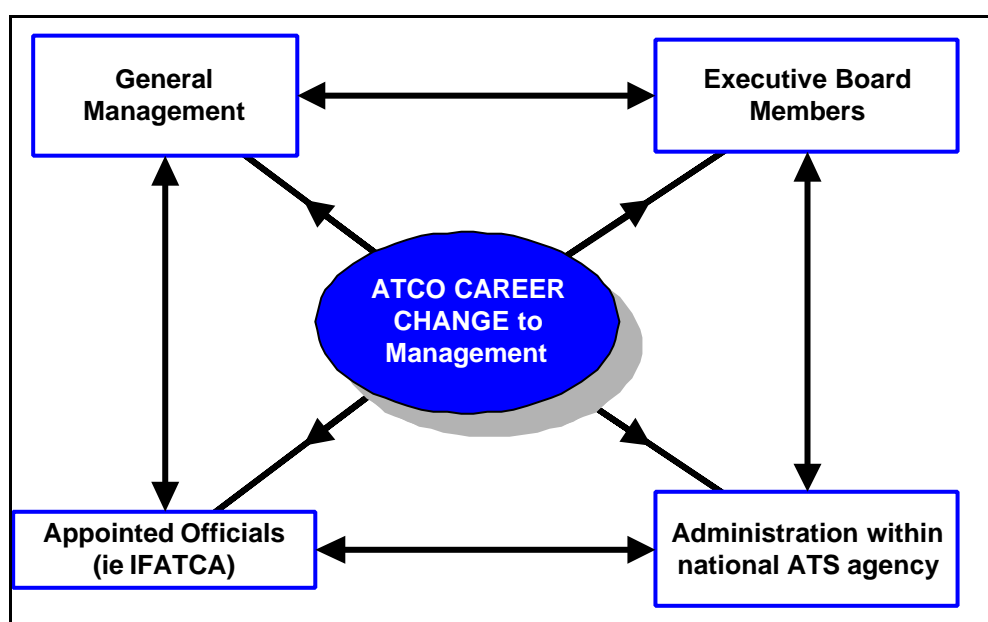 General
Management
Executive Board
Members
ATCO CAREER
CHANGE to
Management
Appointed Officials
(ie IFATCA)
Administration within
national ATS agency